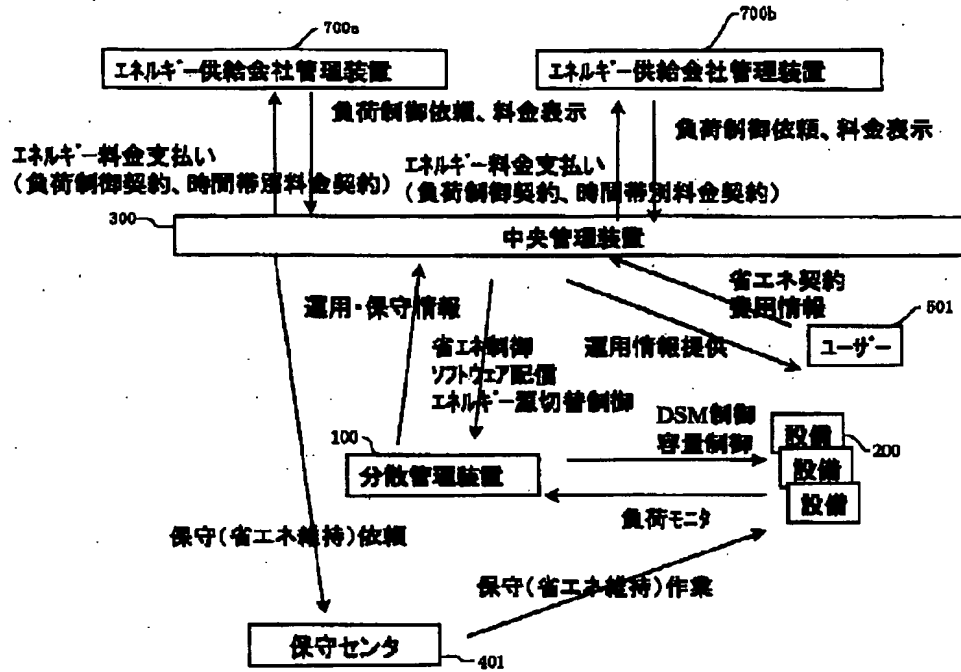 700a
700b
エネルギー供給会社管理装置
エネルギー供給会社管理装置
負荷制御依頼、料金表示
負荷制御依頼、料金表示
エネルギー料金支払い
(負荷制御契約、時間帯別料金契約)
エネルギー料金支払い
(負荷制御契約、時間帯別料金契約)
300
中央管理装置
省エネ契約
費用情報
501
ユーザー
運用・保守情報
省エネ制御
ソフトウェア配信
エネルギー源切替制御
運用情報提供
DSM制御
容量制御
100
分散管理装置
設備
設備
設備
200
負荷モニタ
保守(省エネ維持)依頼
保守(省エネ維持)作業
保守センタ
401